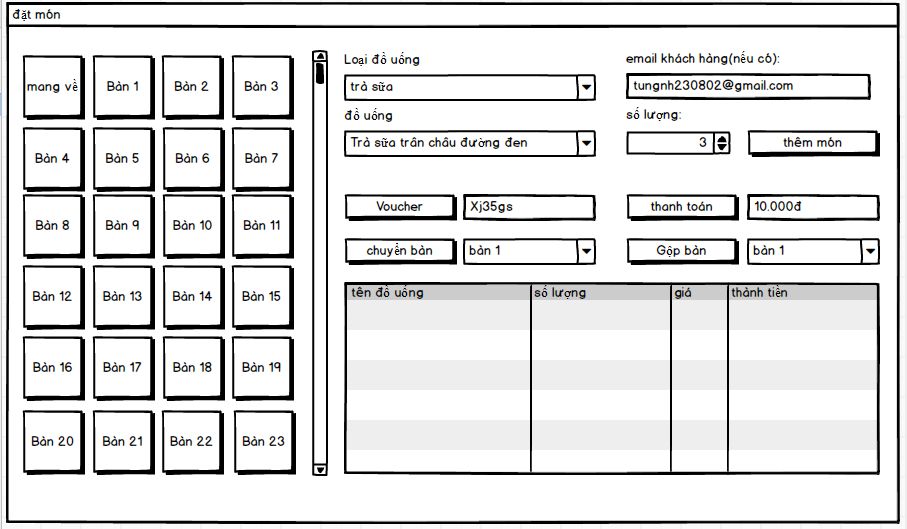 đặt món
mang về
Bàn 1
Bàn 2
Bàn 3
Bàn 4
Bàn 5
Bàn 6
Bàn 7
Bàn 8
Bàn 9
Bàn 10
Bàn 11
Bàn 12
Bàn 13
Bàn 14
Bàn 15
Bàn 16
Bàn 17
Bàn 18
Bàn 19
Bàn 20
Bàn 21
Bàn 22
Bàn 23
Loại đồ uống
trà sữa
email khách hàng(nếu có):
tungnh230802@gmail.com
đồ uống
Trà sữa trân châu đường đen
số lượng:
3
thêm món
Voucher
Xj35gs
thanh toán
10.000đ
chuyển bàn
bàn 1
Gộp bàn
bàn 1
tên đồ uống
số lượng
giá
thành tiền